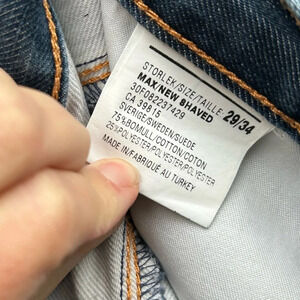 STORLEK/SIZE/TAILLE: 29/34
MAX/NEW SHAVED
30F082237429
CA 39815
SVERIGE/SWEDEN/SUEDE
75%BOMULL/COTTON/COTON
25%POLYESTER/POLYESTER/POLYESTER
MADE IN/FABRIQUÉ AU TURKEY